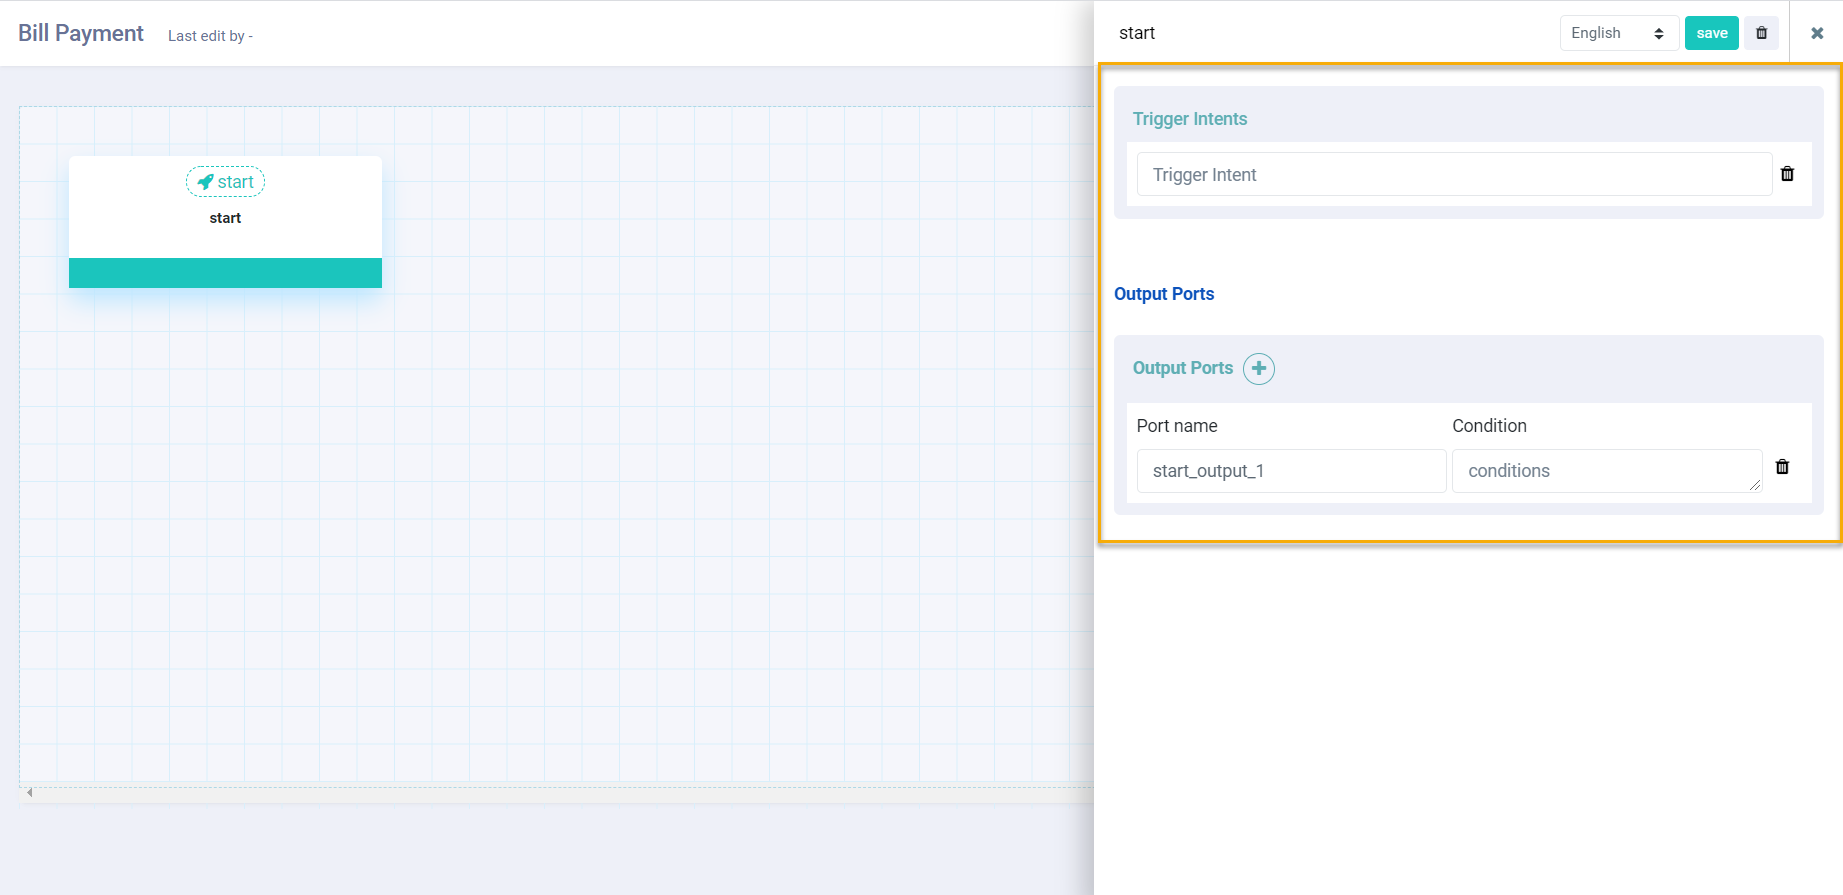 Bill Payment
Last edit by -
start
start
start
English
save
Trigger Intents
Trigger Intent
Output Ports
Output Ports
Port name
Condition
start_output_1
conditions